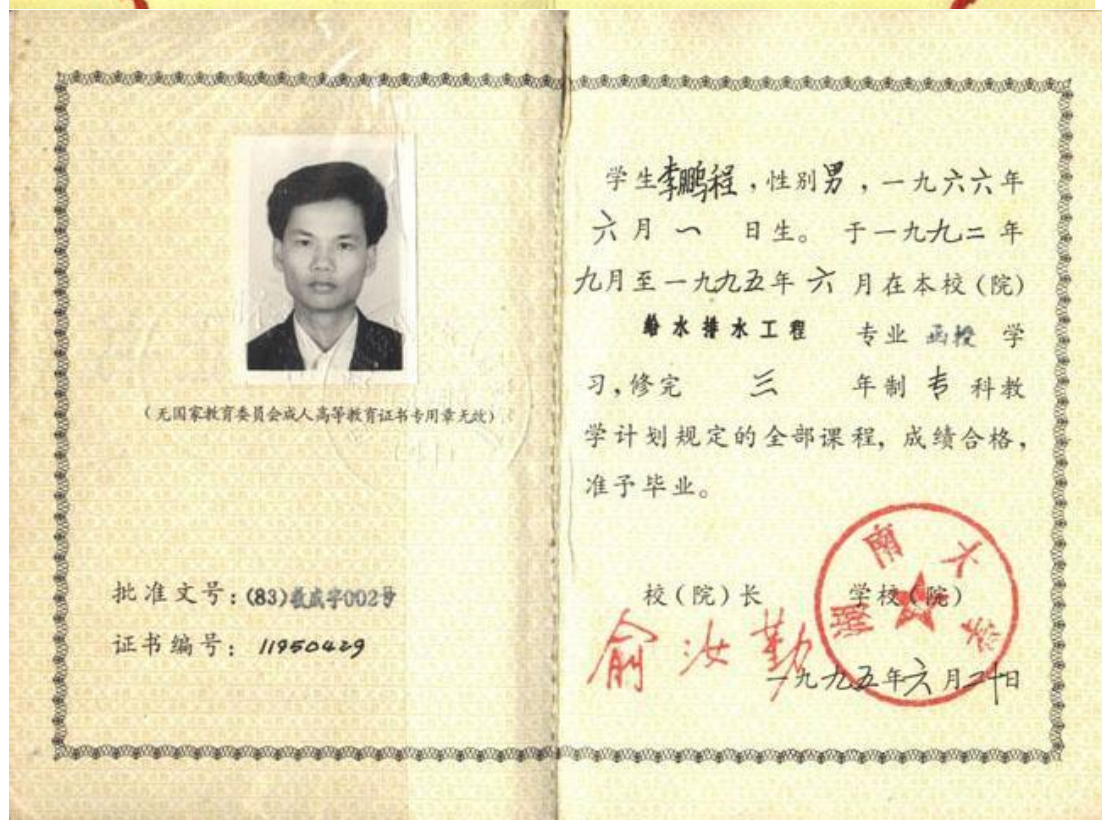 （无国家教育委员会成人高等教育证书专用章无效）
批准文号：(83)教成字002号
证书编号：11950429
学生李鹏程，性别男，一九六六年
六月一日生。于一九九二年
九月至一九九五年六月在本校（院）
给水排水工程 专业 函授 学
习，修完 三 年制 专 科教
学计划规定的全部课程，成绩合格，
准予毕业。
校（院）长 学校（院）
俞汝勤
湖南大学
一九九五年六月二十日